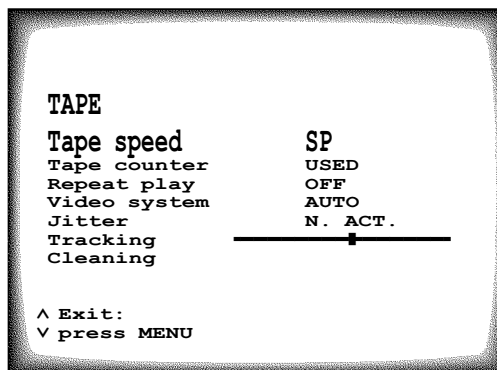 TAPE
Tape speed SP
Tape counter USED
Repeat play OFF
Video system AUTO
Jitter N. ACT.
Tracking
Cleaning
^ Exit:
v press MENU